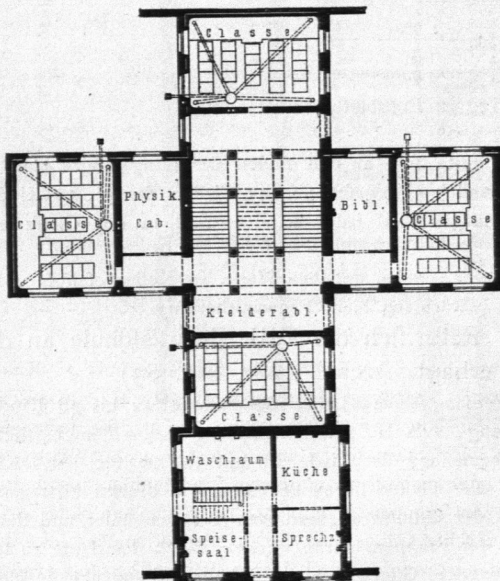 Classe
Physik.
Cab.
Bibl.
Classe
Classe
Kleiderabl.
Classe
Waschraum
Küche
Speise-
saal
Sprechz.